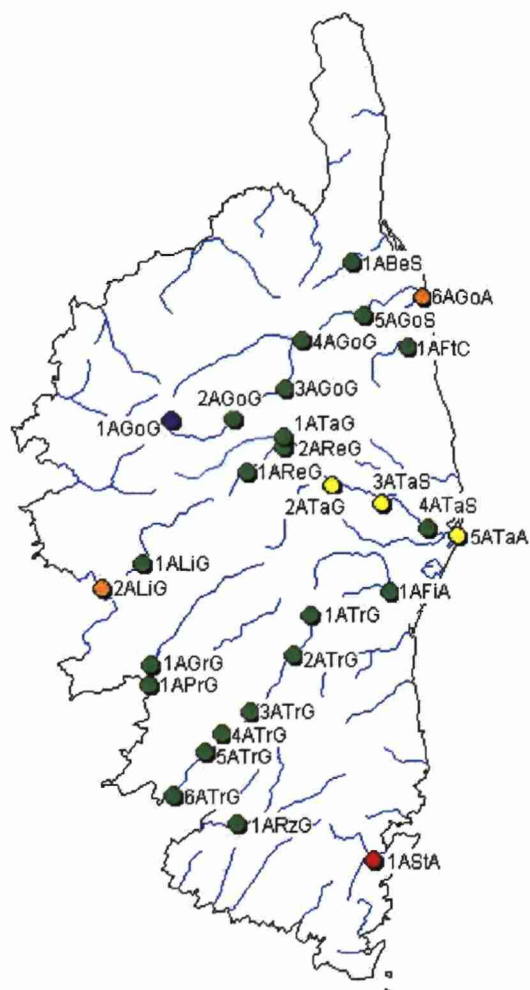 1ABeS
6AGoA
5AGoS
4AGoG
1AFtC
3AGoG
2AGoG
1AGoG
1ATaG
2AReG
1AReG
3ATaS
2ATaG
4ATaS
5ATaA
1ALiG
2ALiG
1AFiA
1ATrG
2ATrG
1AGrG
1APrG
3ATrG
4ATrG
5ATrG
6ATrG
1ARzG
1AStA